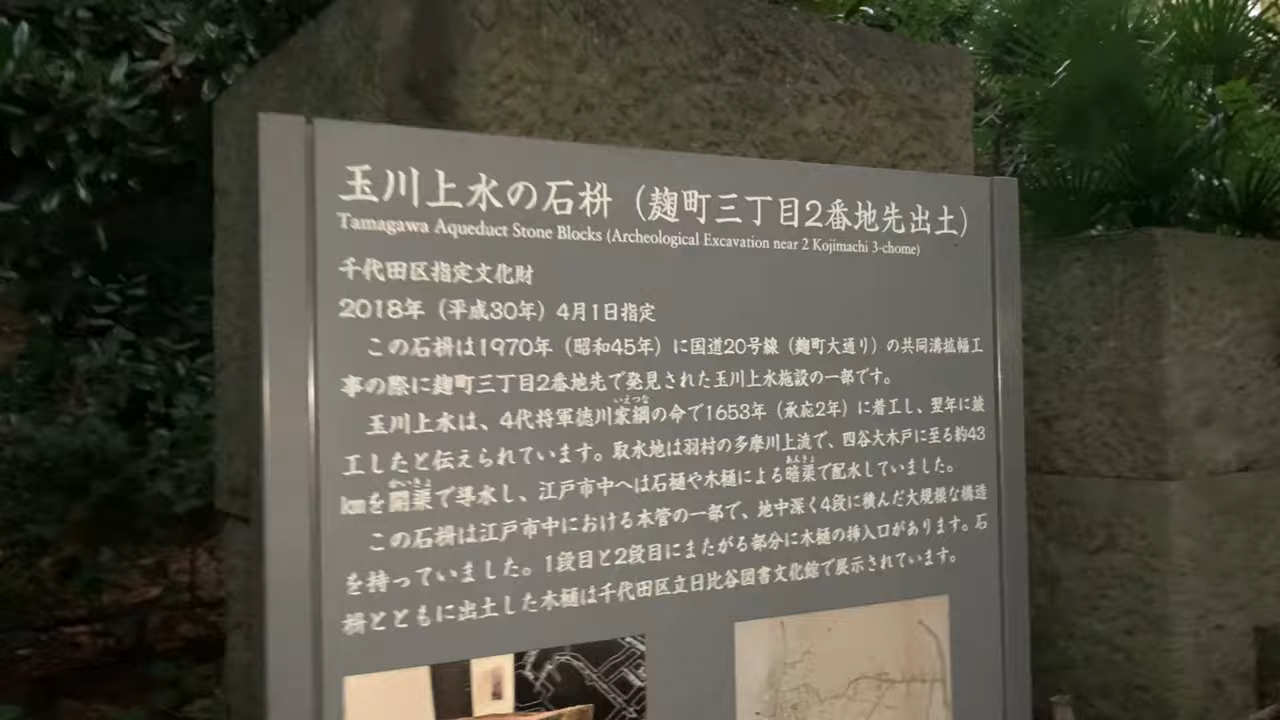 玉川上水の石枡（麹町三丁目2番地先出土）
Tamagawa Aqueduct Stone Blocks (Archeological Excavation near 2 Kojimachi 3-chome)
千代田区指定文化財
2018年（平成30年）4月1日指定
この石枡は1970年（昭和45年）に国道20号線（麹町大通り）の共同溝拡幅工
事の際に麹町三丁目2番地先で発見された玉川上水施設の一部です。
いえつな
玉川上水は、4代将軍徳川家綱の命で1653年（承応2年）に着工し、翌年に竣
工したと伝えられています。取水地は羽村の多摩川上流で、四谷大木戸に至る約43
かいきょ
あんきょ
kmを開渠で導水し、江戸市中へは石樋や木樋による暗渠で配水していました。
この石枡は江戸市中における本管の一部で、地中深く4段に積んだ大規模な構造
を持っていました。1段目と2段目にまたがる部分に木樋の挿入口があります。石
枡とともに出土した木樋は千代田区立日比谷図書文化館で展示されています。